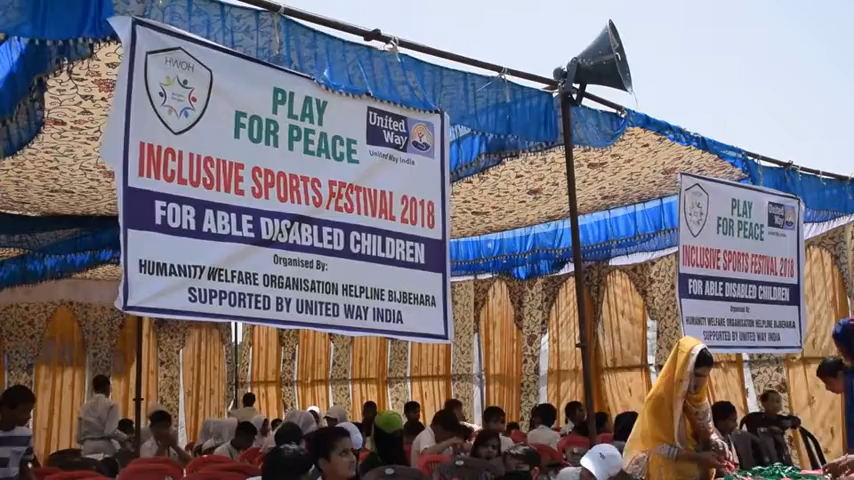 HWOH
PLAY
FOR PEACE
United
Way
United Way India
INCLUSIVE SPORTS FESTIVAL 2018
FOR ABLE DISABLED CHILDREN
Organised By:
HUMANITY WELFARE ORGANISATION HELPLINE BIJBEHARA
SUPPORTED BY UNITED WAY INDIA
PLAY
FOR PEACE
United
Way
INCLUSIVE SPORTS FESTIVAL 2018
FOR ABLE DISABLED CHILDREN
HUMANITY WELFARE ORGANISATION HELPLINE BIJBEHARA
SUPPORTED BY UNITED WAY INDIA